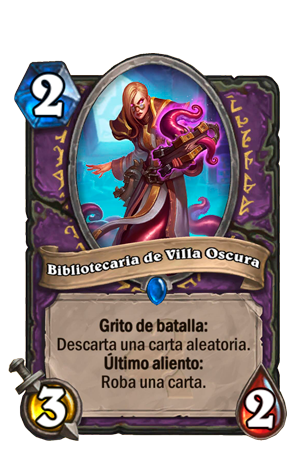 2
Bibliotecaria de Villa Oscura
Grito de batalla:
Descarta una carta aleatoria.
Último aliento:
Roba una carta.
3
2